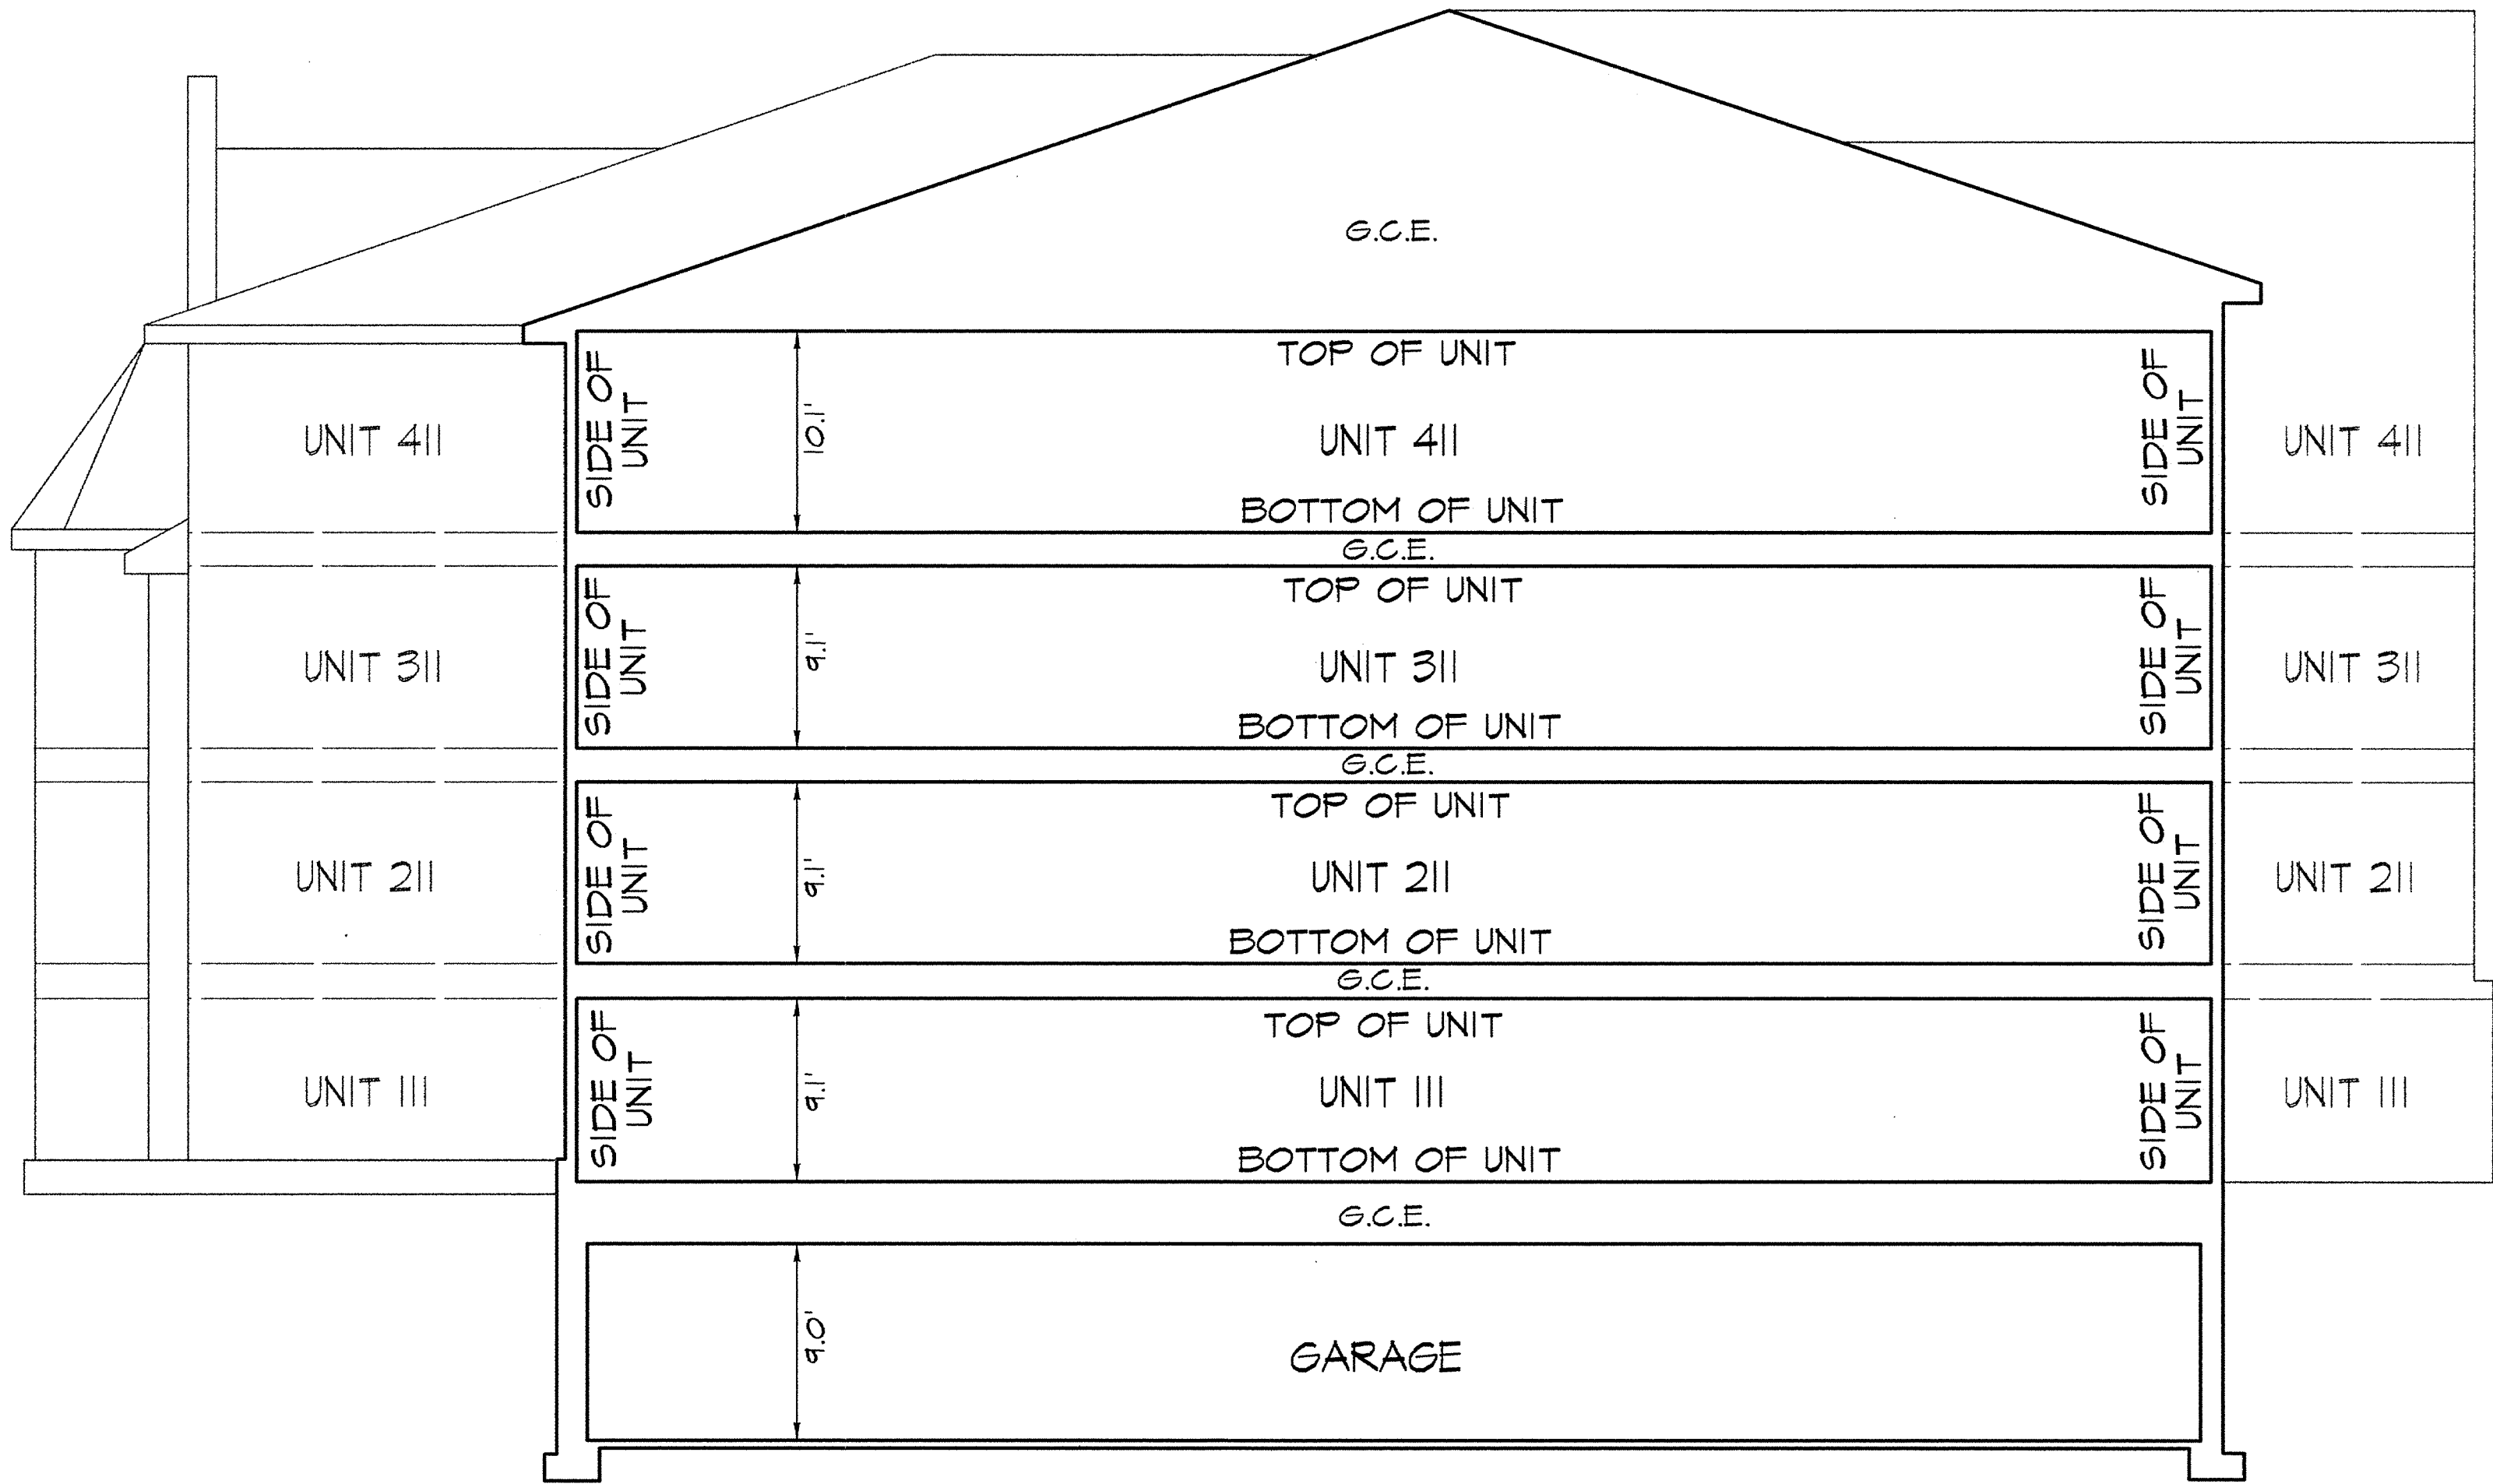 G.C.E.
SIDE OF
UNIT
TOP OF UNIT
SIDE OF
UNIT
UNIT 411
10.1'
UNIT 411
UNIT 411
BOTTOM OF UNIT
G.C.E.
SIDE OF
UNIT
TOP OF UNIT
SIDE OF
UNIT
UNIT 311
9.1'
UNIT 311
UNIT 311
BOTTOM OF UNIT
G.C.E.
SIDE OF
UNIT
TOP OF UNIT
SIDE OF
UNIT
UNIT 211
9.1'
UNIT 211
UNIT 211
BOTTOM OF UNIT
G.C.E.
SIDE OF
UNIT
TOP OF UNIT
SIDE OF
UNIT
UNIT 111
9.1'
UNIT 111
UNIT 111
BOTTOM OF UNIT
G.C.E.
9.0'
GARAGE